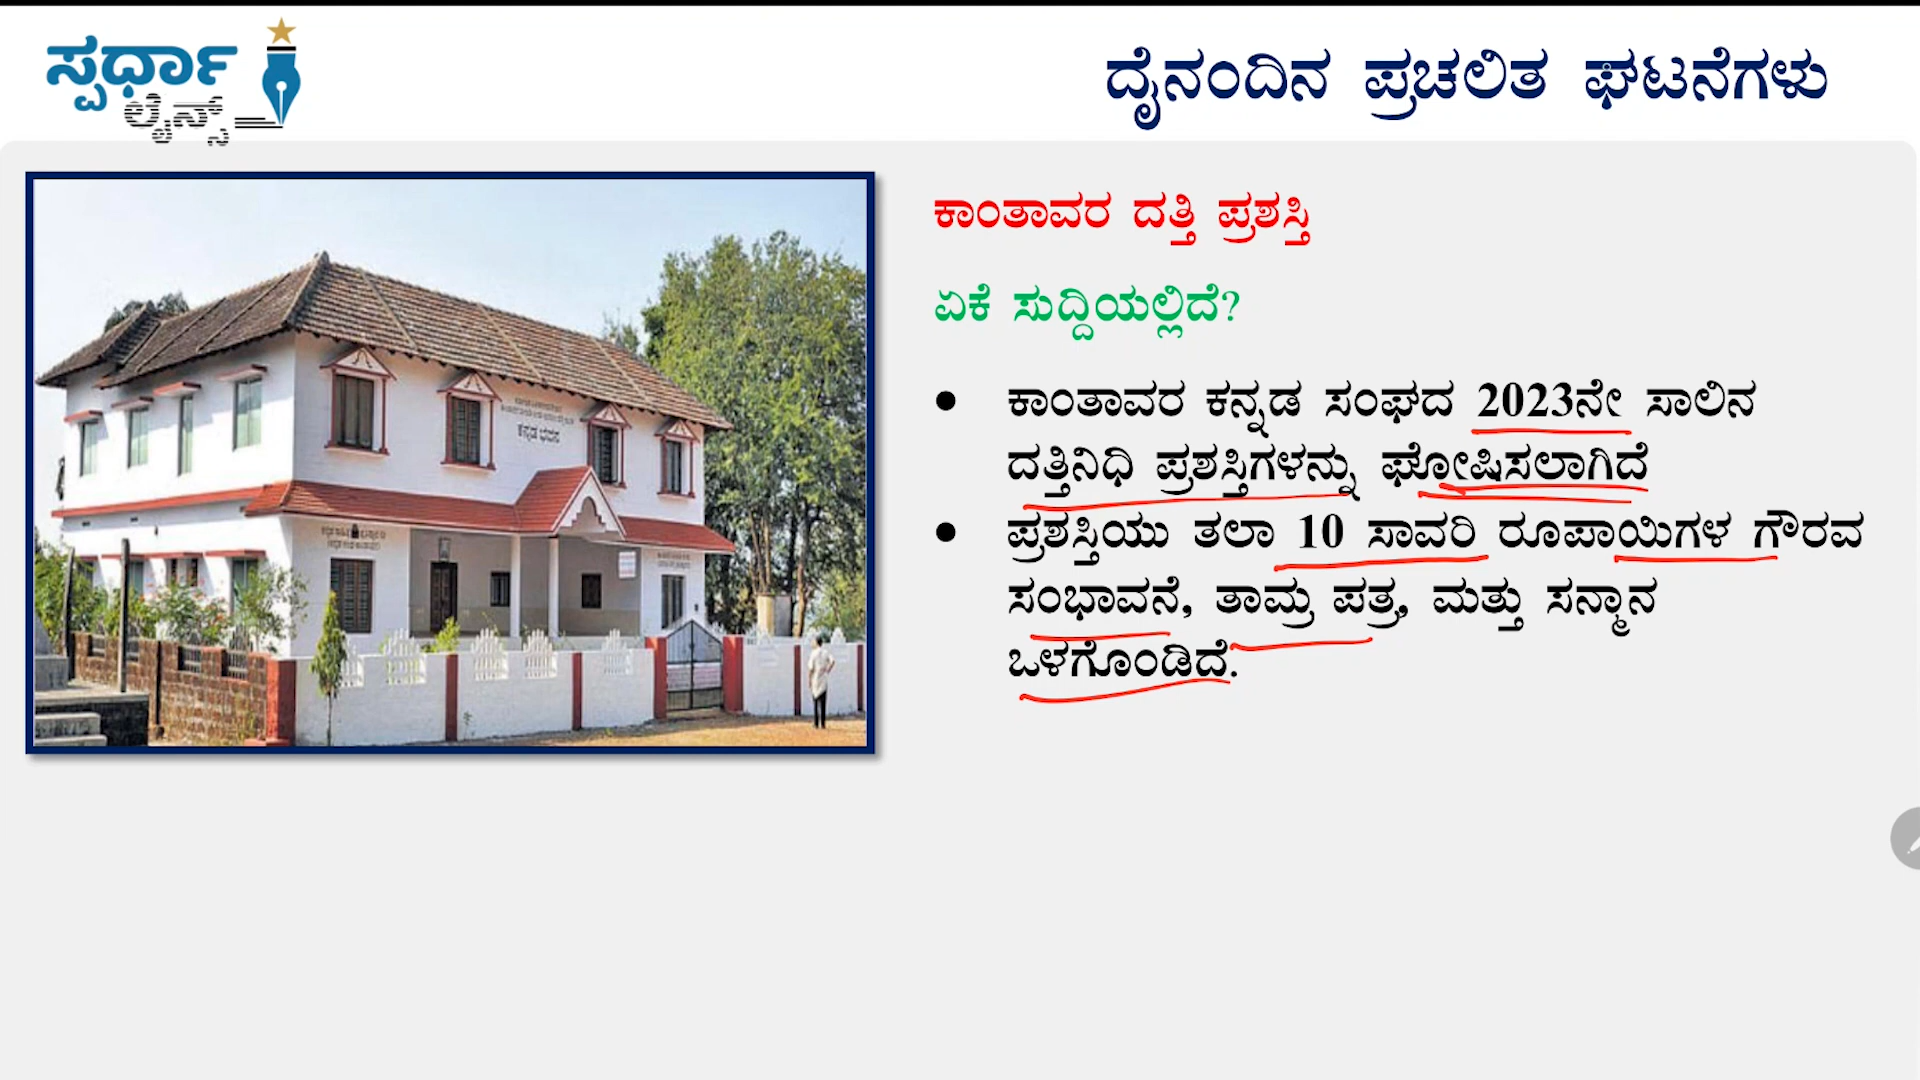 ಸ್ಪರ್ಧಾ
ಲೈನ್ಸ್
ದೈನಂದಿನ ಪ್ರಚಲಿತ ಘಟನೆಗಳು
ಕನ್ನಡ ಭವನ
ಕಾಂತಾವರ ದತ್ತಿ ಪ್ರಶಸ್ತಿ
ಏಕೆ ಸುದ್ದಿಯಲ್ಲಿದೆ?
● ಕಾಂತಾವರ ಕನ್ನಡ ಸಂಘದ 2023ನೇ ಸಾಲಿನ
ದತ್ತಿನಿಧಿ ಪ್ರಶಸ್ತಿಗಳನ್ನು ಘೋಷಿಸಲಾಗಿದೆ
● ಪ್ರಶಸ್ತಿಯು ತಲಾ 10 ಸಾವರಿ ರೂಪಾಯಿಗಳ ಗೌರವ
ಸಂಭಾವನೆ, ತಾಮ್ರ ಪತ್ರ, ಮತ್ತು ಸನ್ಮಾನ
ಒಳಗೊಂಡಿದೆ.